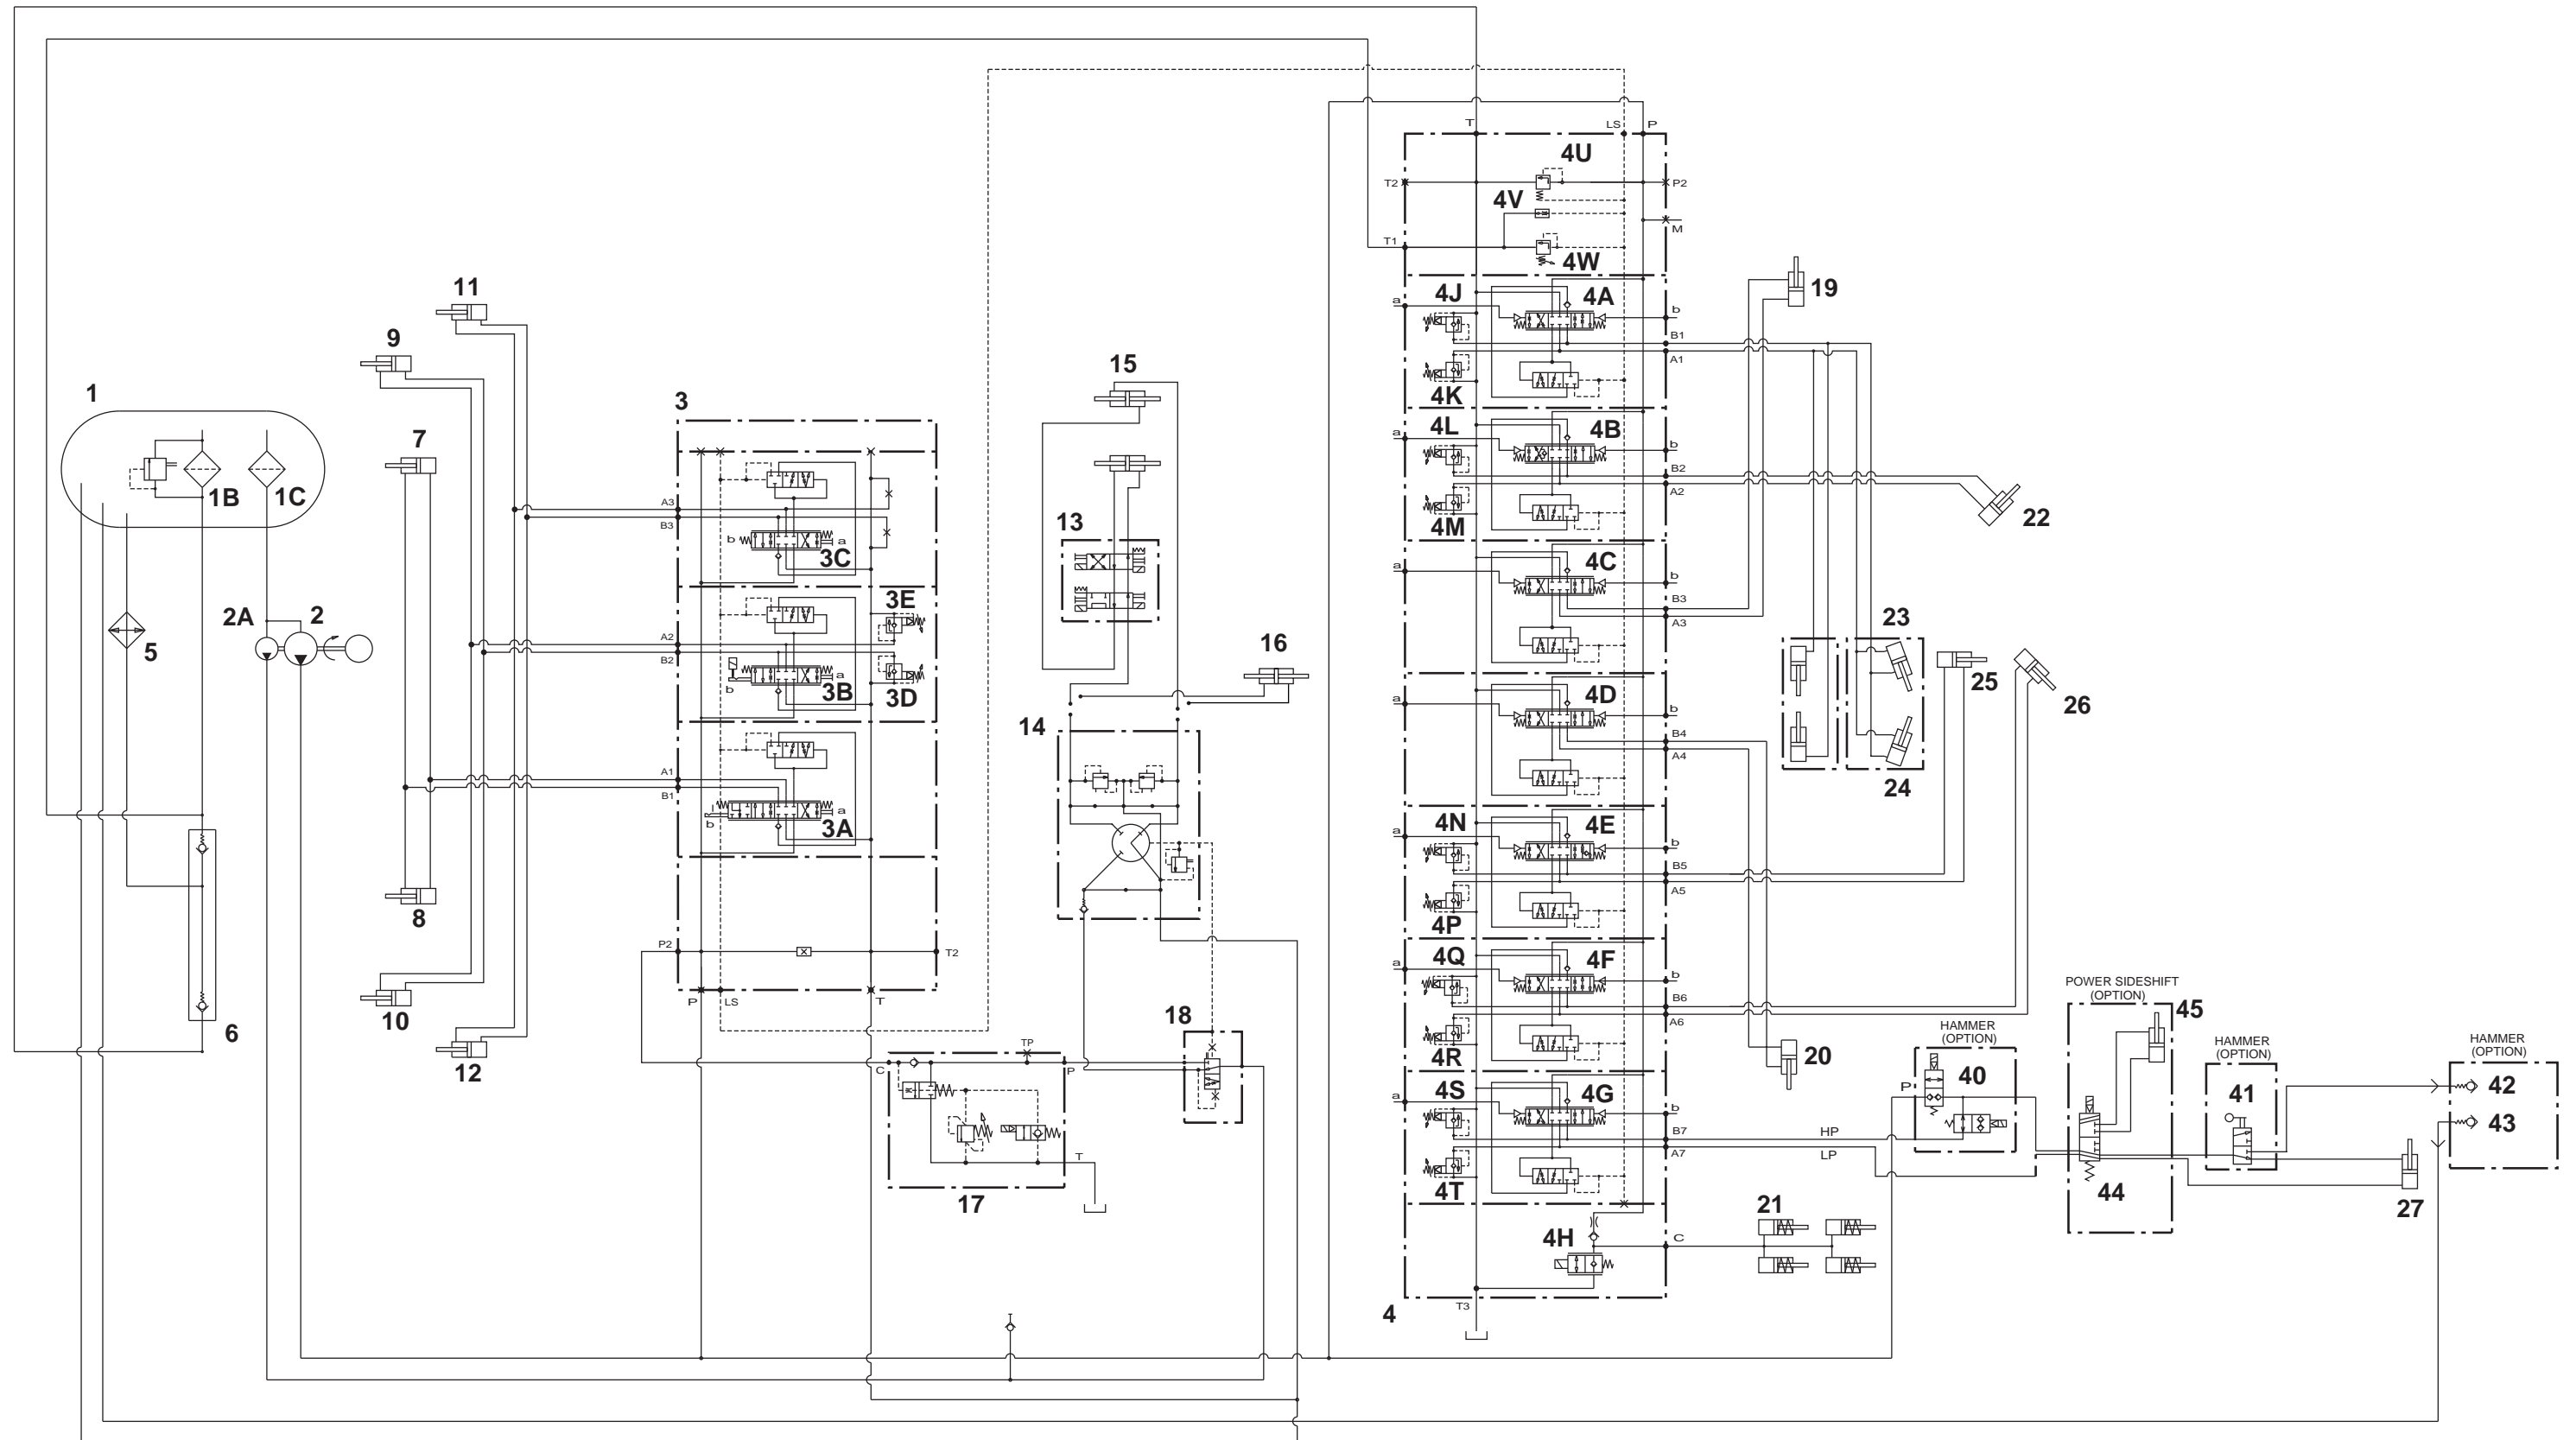 T
LS
P
4U
T2
P2
4V
M
T1
4W
11
4J
4A
19
a
b
B1
A1
9
4K
15
1
3
7
4L
4B
a
b
B2
A2
1B
1C
A3
B3
b
a
3C
13
4M
22
4C
a
b
B3
A3
2A
2
3E
23
5
A2
B2
16
25
26
b
a
3B
3D
4D
a
b
B4
A4
14
A1
B1
24
b
a
3A
4N
4E
a
b
B5
A5
8
4P
P2
T2
4Q
4F
a
b
B6
A6
POWER SIDESHIFT
(OPTION)
45
P
LS
T
10
18
6
12
TP
C
P
4R
20
HAMMER
(OPTION)
HAMMER
(OPTION)
HAMMER
(OPTION)
40
P
41
42
43
4S
4G
a
b
B7
A7
HP
LP
T
17
4T
44
27
21
4H
C
4
T3